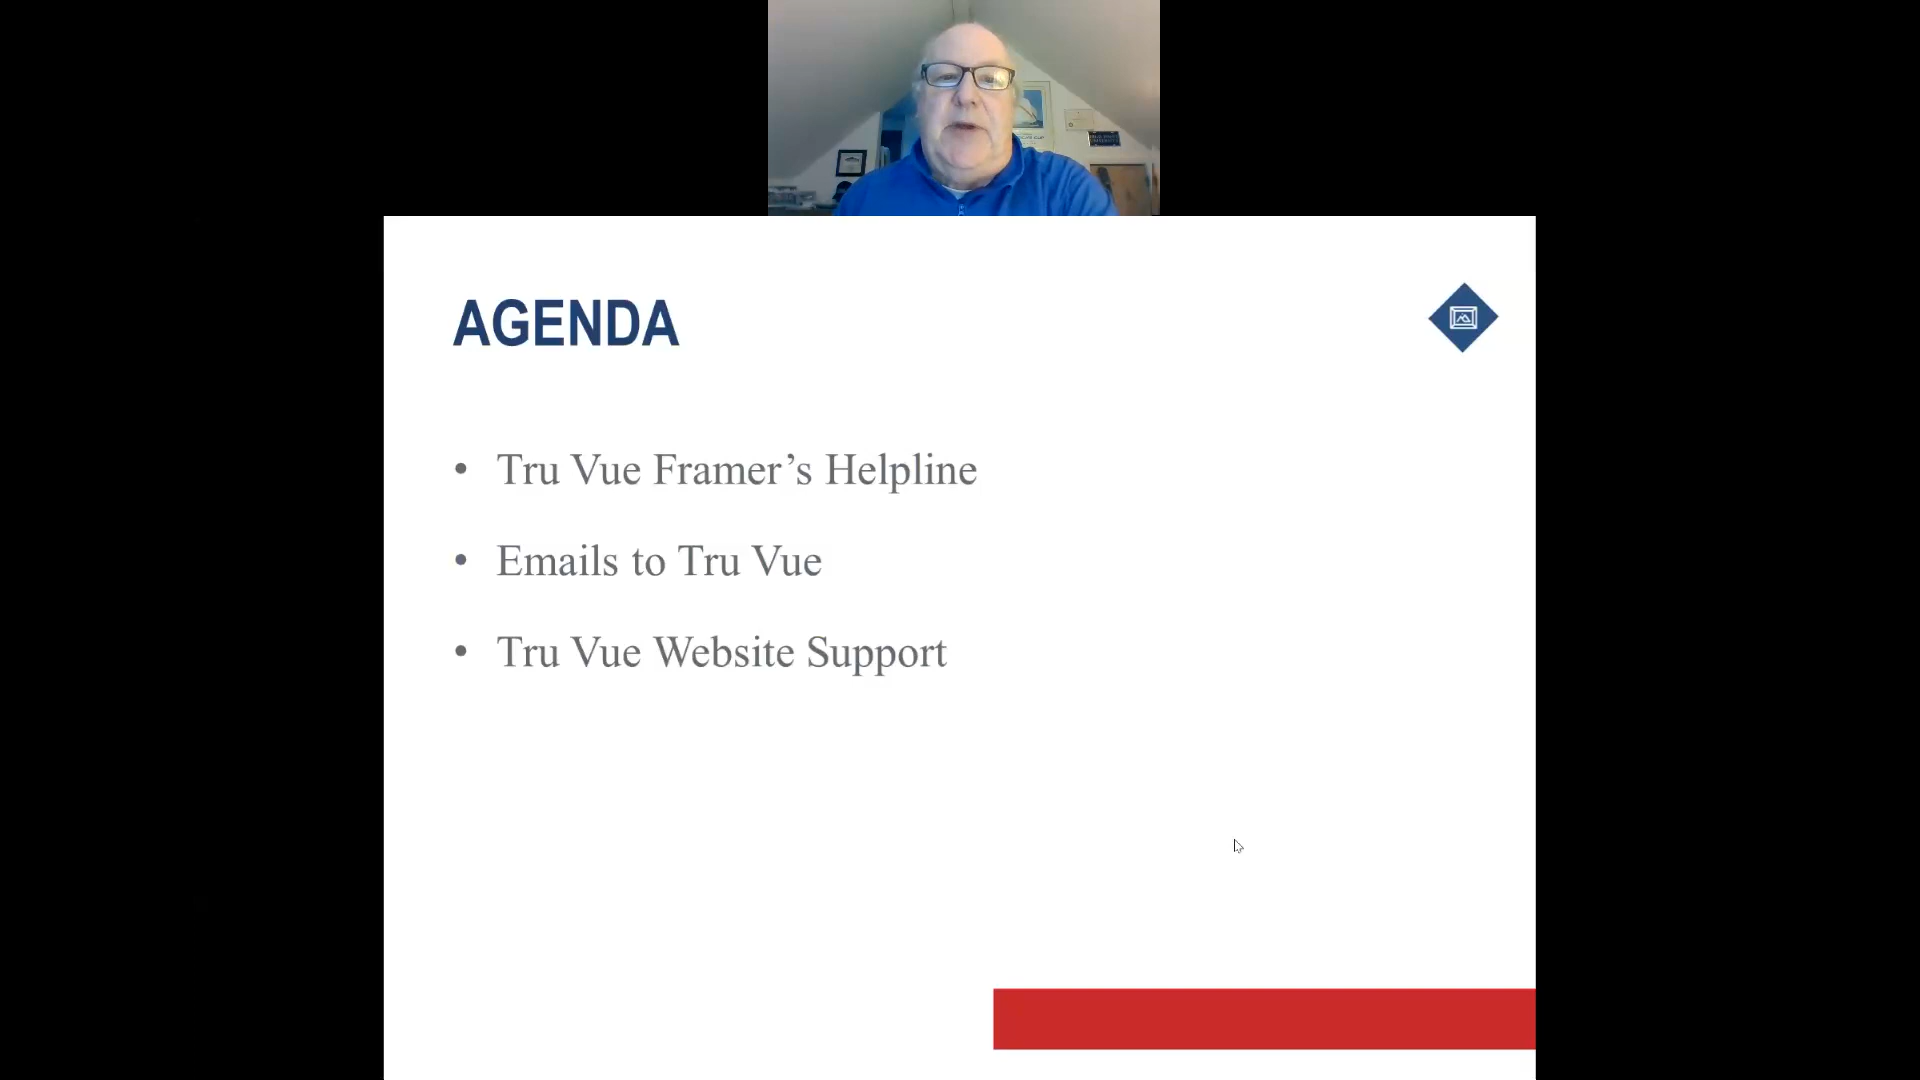 AGENDA
• Tru Vue Framer’s Helpline
• Emails to Tru Vue
• Tru Vue Website Support